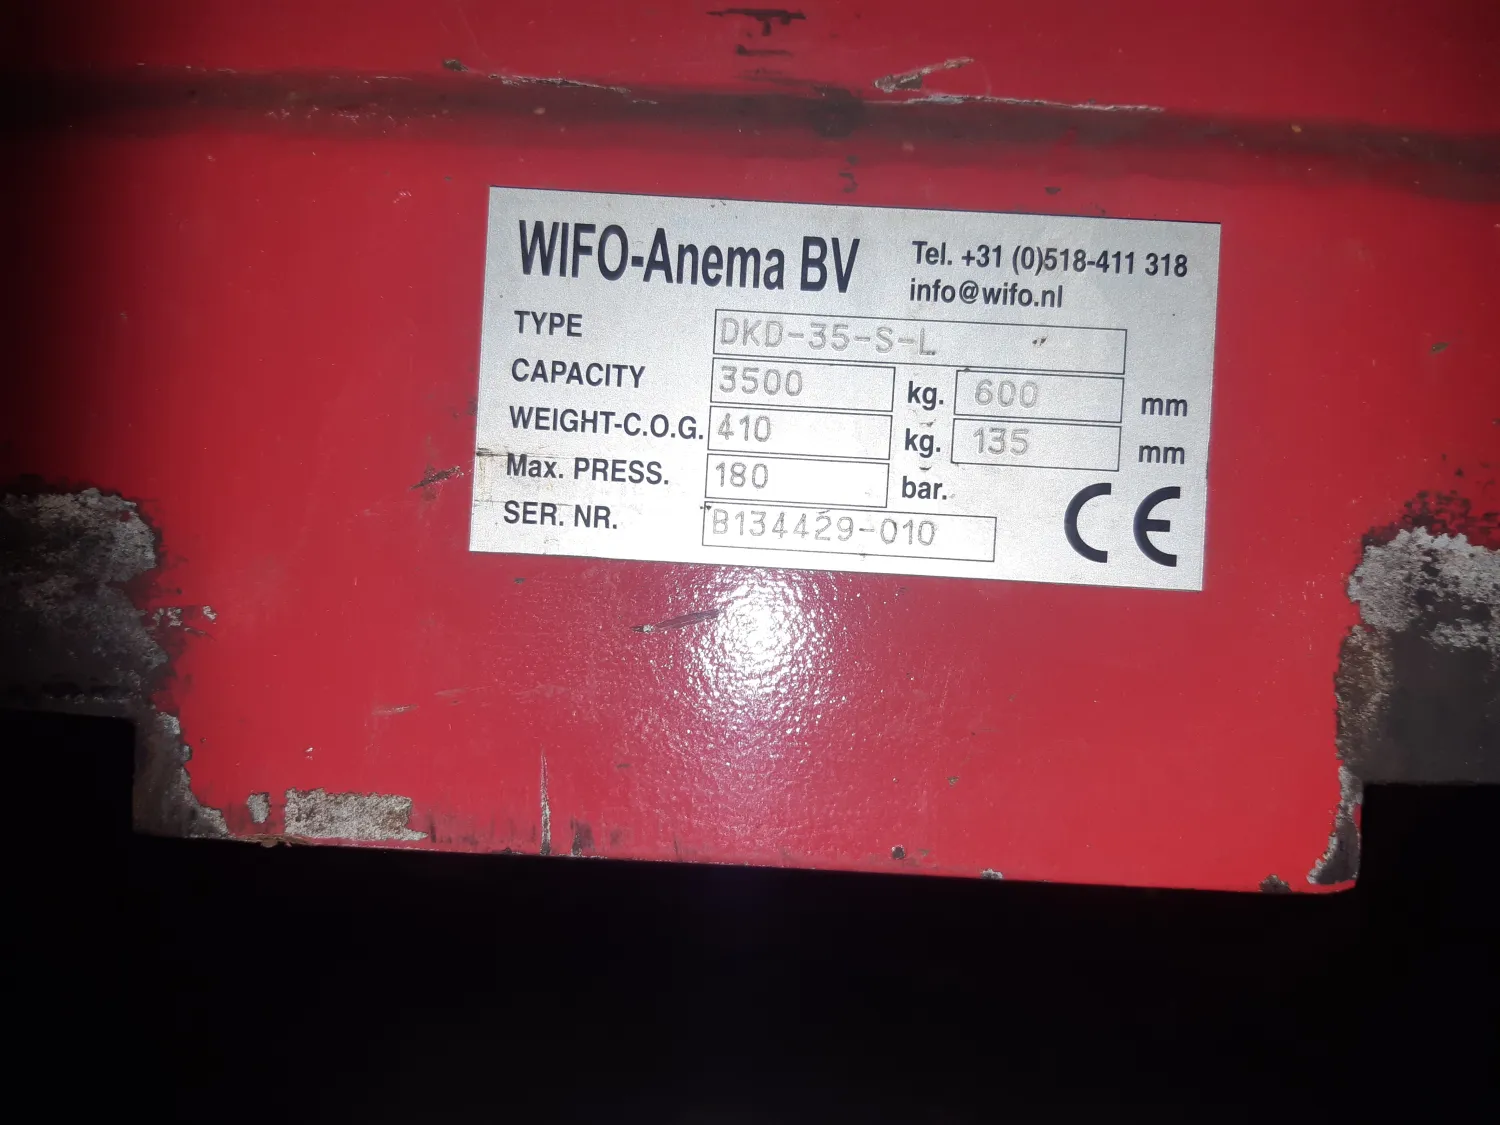 WIFO-Anema BV
Tel. +31 (0)518-411 318
info@wifo.nl
TYPE DKD-35-S-L
CAPACITY 3500 kg. 600 mm
WEIGHT-C.O.G. 410 kg. 135 mm
Max. PRESS. 180 bar.
SER. NR. B134429-010
CE